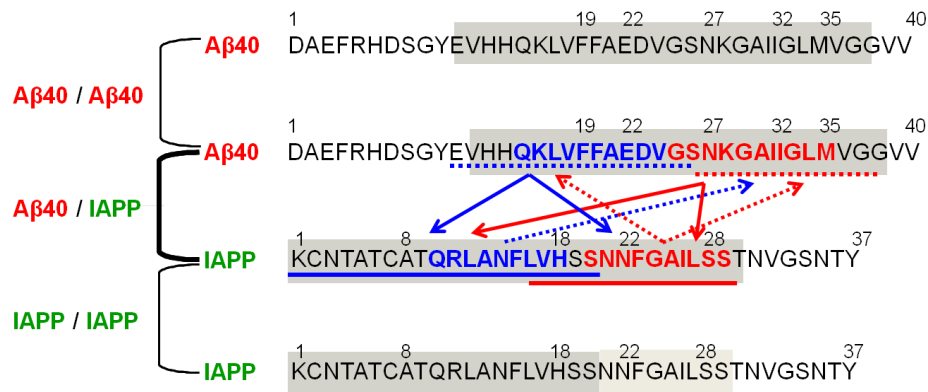 1 19 22 27 32 35 40
Aβ40 DAEFRHDSGYEVHHQKLVFFAEDVGSNKGAIIGLMVGGVV
Aβ40 / Aβ40
1 19 22 27 32 35 40
Aβ40 DAEFRHDSGYEVHHQKLVFFAEDVGSNKGAIIGLMVGGVV
Aβ40 / IAPP
1 8 18 22 28 37
IAPP KCNTATCATQRLANFLVHSSNNFGAILSSTNVGSNTY
IAPP / IAPP
1 8 18 22 28 37
IAPP KCNTATCATQRLANFLVHSSNNFGAILSSTNVGSNTY